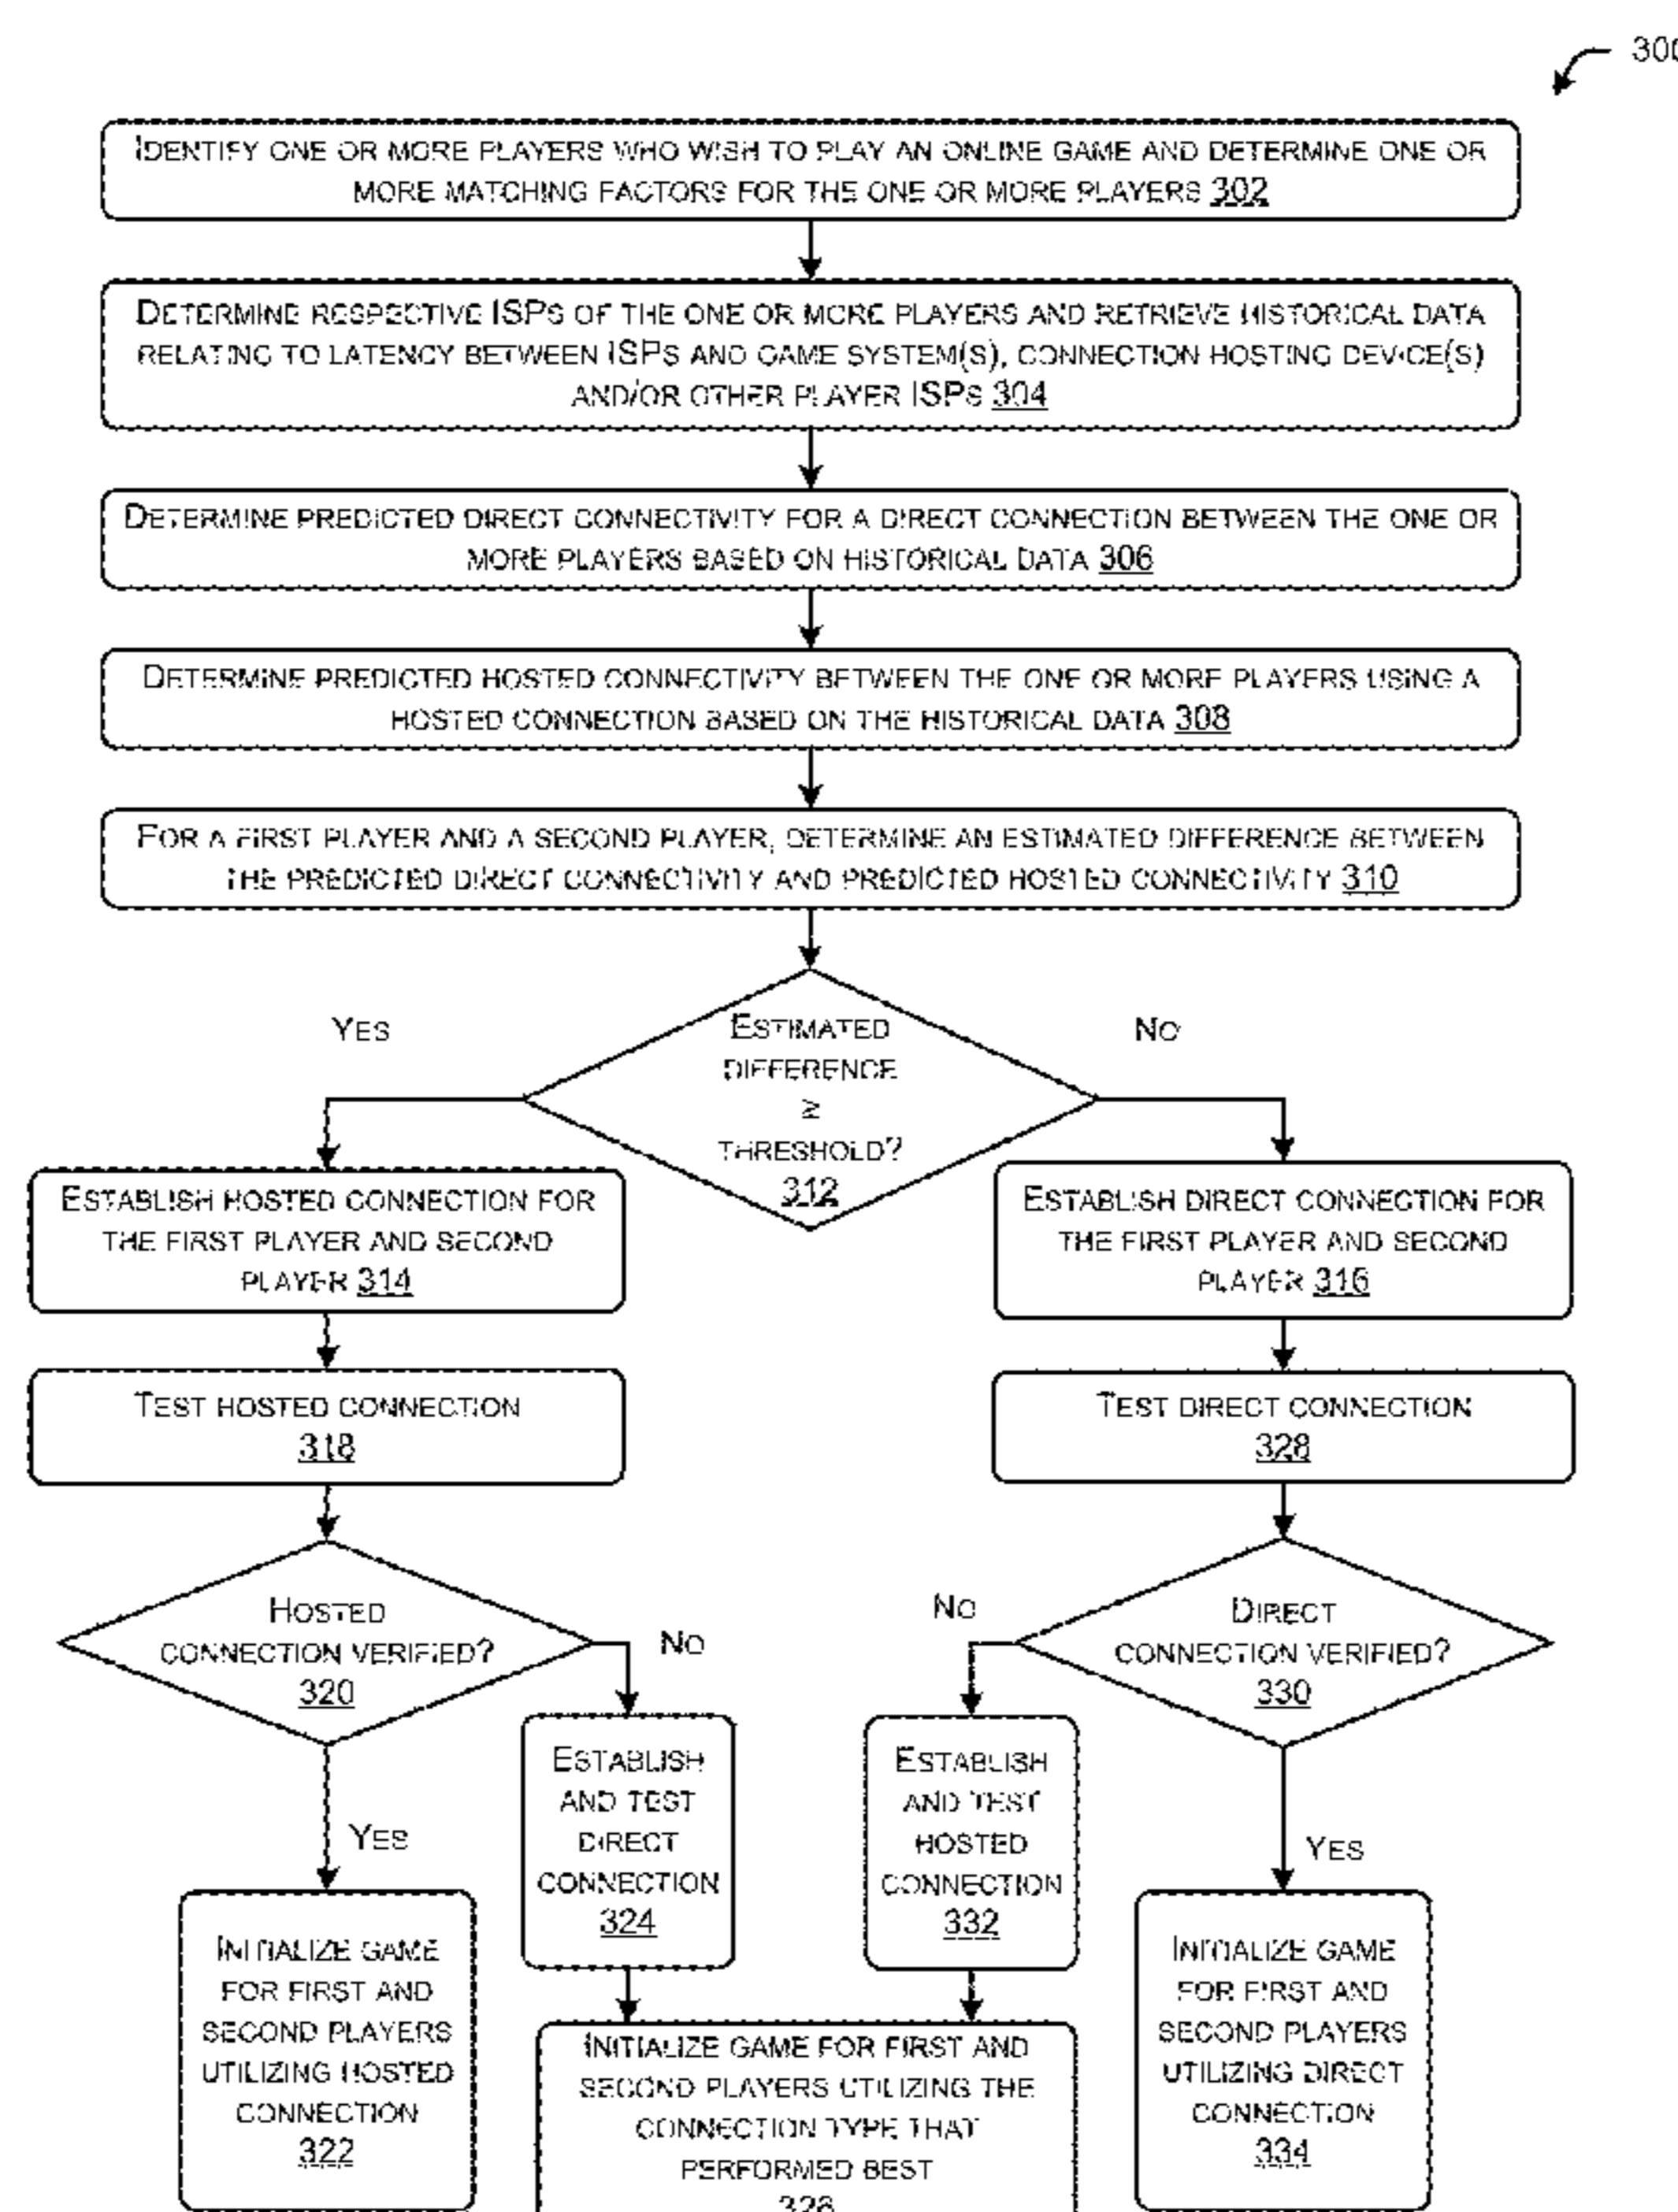 300
IDENTIFY ONE OR MORE PLAYERS WHO WISH TO PLAY AN ONLINE GAME AND DETERMINE ONE OR
MORE MATCHING FACTORS FOR THE ONE OR MORE PLAYERS 302
DETERMINE RESPECTIVE ISPS OF THE ONE OR MORE PLAYERS AND RETRIEVE HISTORICAL DATA
RELATING TO LATENCY BETWEEN ISPS AND GAME SYSTEM(S), CONNECTION HOSTING DEVICE(S)
AND/OR OTHER PLAYER ISPS 304
DETERMINE PREDICTED DIRECT CONNECTIVITY FOR A DIRECT CONNECTION BETWEEN THE ONE OR
MORE PLAYERS BASED ON HISTORICAL DATA 306
DETERMINE PREDICTED HOSTED CONNECTIVITY BETWEEN THE ONE OR MORE PLAYERS USING A
HOSTED CONNECTION BASED ON THE HISTORICAL DATA 308
FOR A FIRST PLAYER AND A SECOND PLAYER, DETERMINE AN ESTIMATED DIFFERENCE BETWEEN
THE PREDICTED DIRECT CONNECTIVITY AND PREDICTED HOSTED CONNECTIVITY 310
YES
ESTIMATED
DIFFERENCE
≥
THRESHOLD?
312
NO
ESTABLISH HOSTED CONNECTION FOR
THE FIRST PLAYER AND SECOND
PLAYER 314
ESTABLISH DIRECT CONNECTION FOR
THE FIRST PLAYER AND SECOND
PLAYER 316
TEST HOSTED CONNECTION
318
TEST DIRECT CONNECTION
328
HOSTED
CONNECTION VERIFIED?
320
NO
NO
DIRECT
CONNECTION VERIFIED?
330
ESTABLISH
AND TEST
DIRECT
CONNECTION
324
ESTABLISH
AND TEST
HOSTED
CONNECTION
332
YES
YES
INITIALIZE GAME
FOR FIRST AND
SECOND PLAYERS
UTILIZING HOSTED
CONNECTION
322
INITIALIZE GAME FOR FIRST AND
SECOND PLAYERS UTILIZING THE
CONNECTION TYPE THAT
PERFORMED BEST
326
INITIALIZE GAME
FOR FIRST AND
SECOND PLAYERS
UTILIZING DIRECT
CONNECTION
334